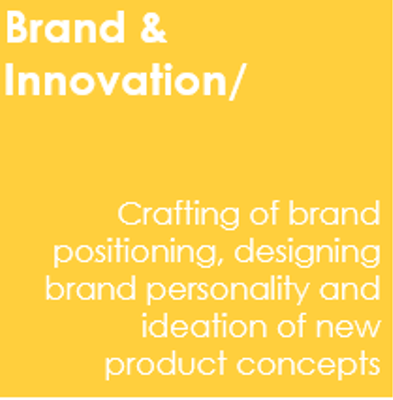 Brand &
Innovation/
Crafting of brand
positioning, designing
brand personality and
ideation of new
product concepts